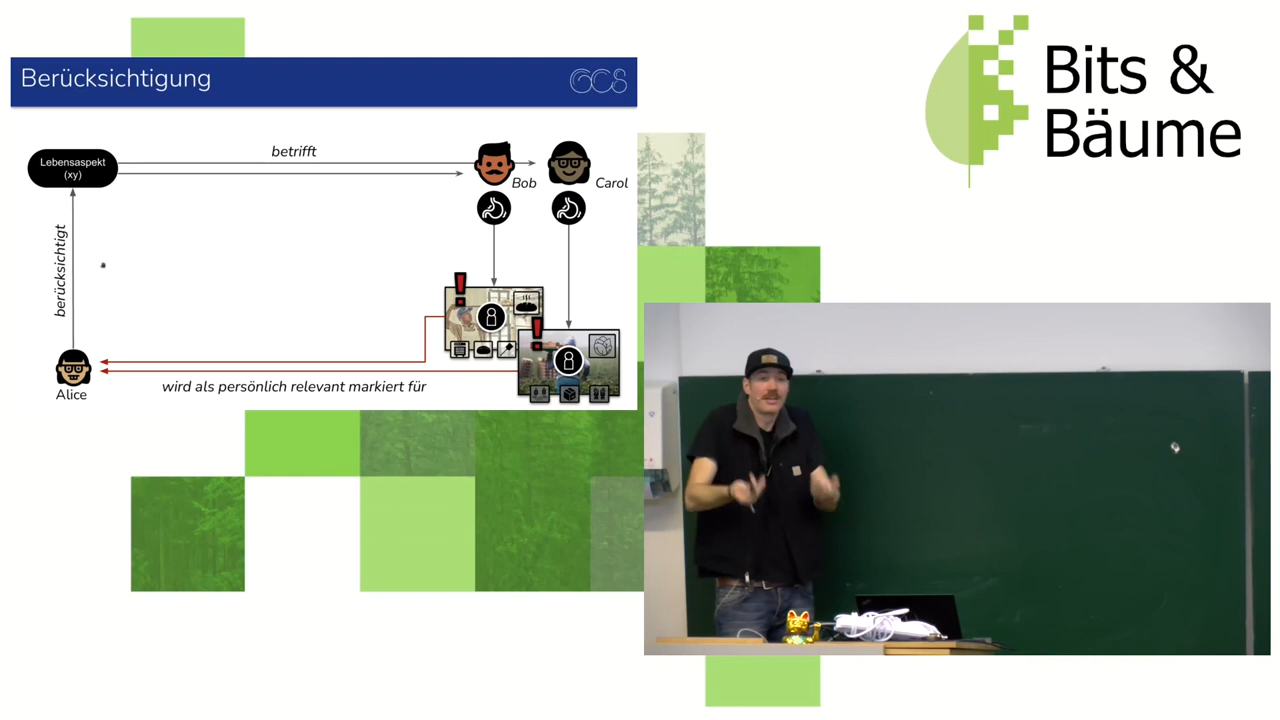 Berücksichtigung
GCS
Bits &
Bäume
Lebensaspekt
(xy)
betrifft
Bob
Carol
berücksichtigt
wird als persönlich relevant markiert für
Alice